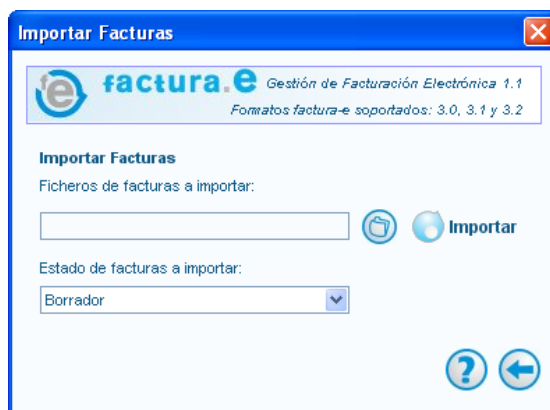 Importar Facturas
factura.e Gestión de Facturación Electrónica 1.1
Formatos factura-e soportados: 3.0, 3.1 y 3.2
Importar Facturas
Ficheros de facturas a importar:
Importar
Estado de facturas a importar:
Borrador